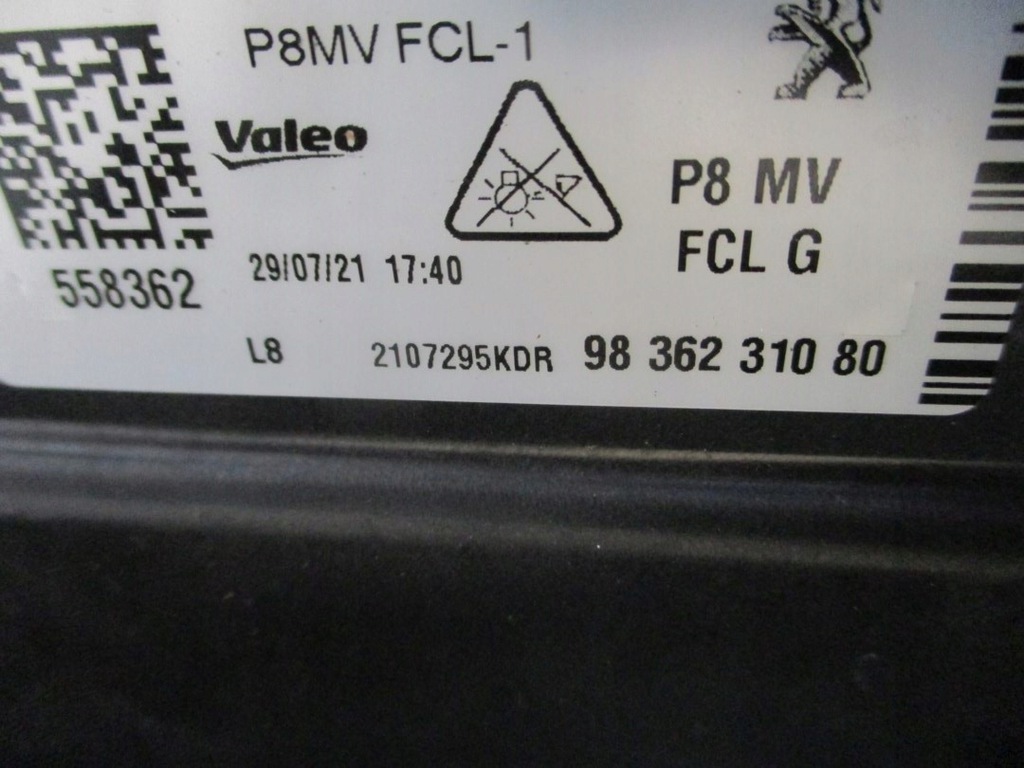 P8MV FCL-1
Valeo
P8 MV
FCL G
558362
29/07/21 17:40
L8
2107295KDR 98 362 310 80